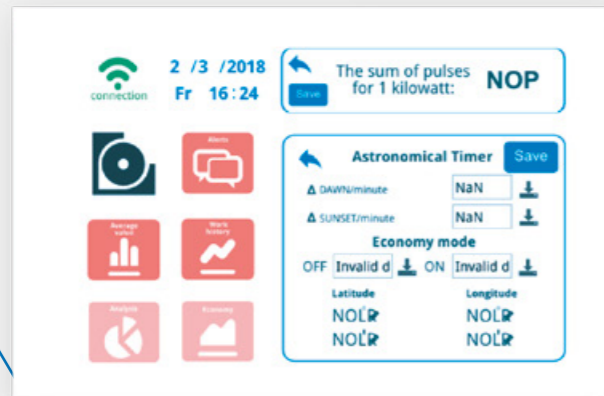 connection
2 /3 /2018
Fr 16:24
Save
The sum of pulses
for 1 kilowatt:
NOP
Alerts
Average
value
Work
history
Analysis
Economy
Astronomical Timer
Save
Δ DAWN/minute
NaN
Δ SUNSET/minute
NaN
Economy mode
OFF Invalid d ON Invalid d
Latitude
Longitude